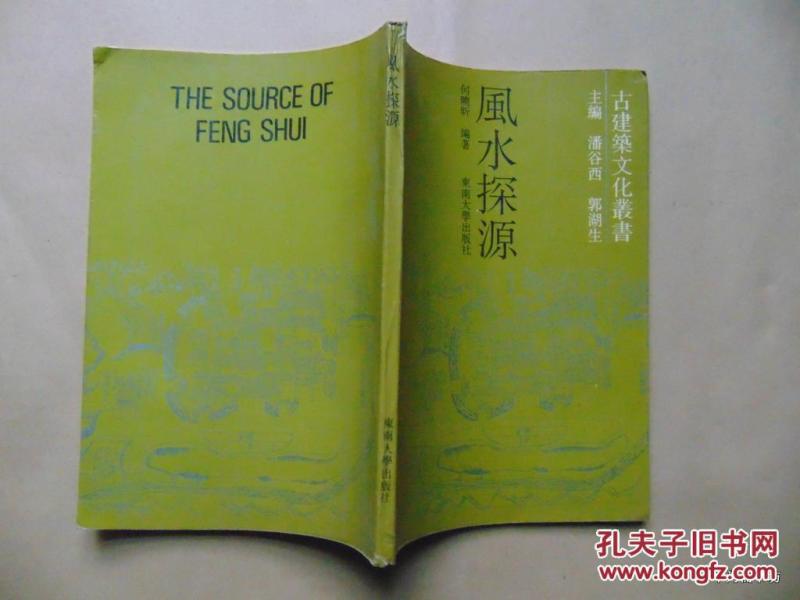 THE SOURCE OF
FENG SHUI
風水探源
東南大學出版社
古建築文化叢書
主編 潘谷西 郭湖生
風水探源
何曉昕 編著 東南大學出版社
孔夫子旧书网
www.kongfz.com